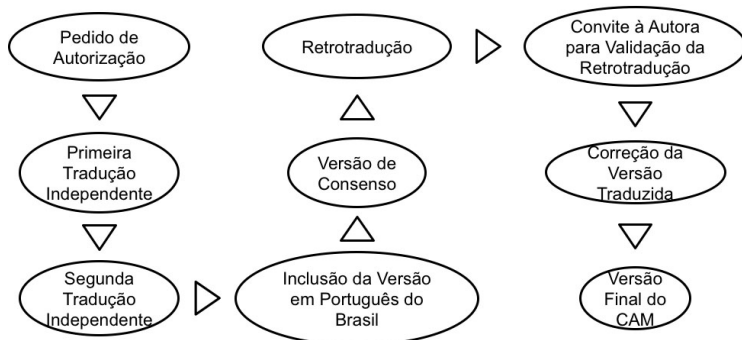 Pedido de
Autorização
Primeira
Tradução
Independente
Segunda
Tradução
Independente
Inclusão da Versão
em Português do
Brasil
Versão de
Consenso
Retrotradução
Convite à Autora
para Validação da
Retrotradução
Correção da
Versão
Traduzida
Versão
Final do
CAM